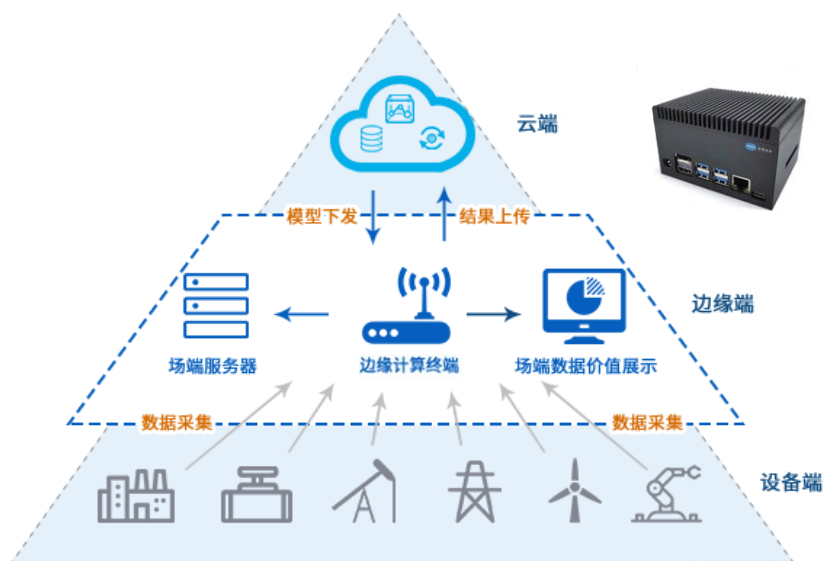 云端
模型下发
结果上传
边缘端
场端服务器
边缘计算终端
场端数据价值展示
数据采集
数据采集
设备端